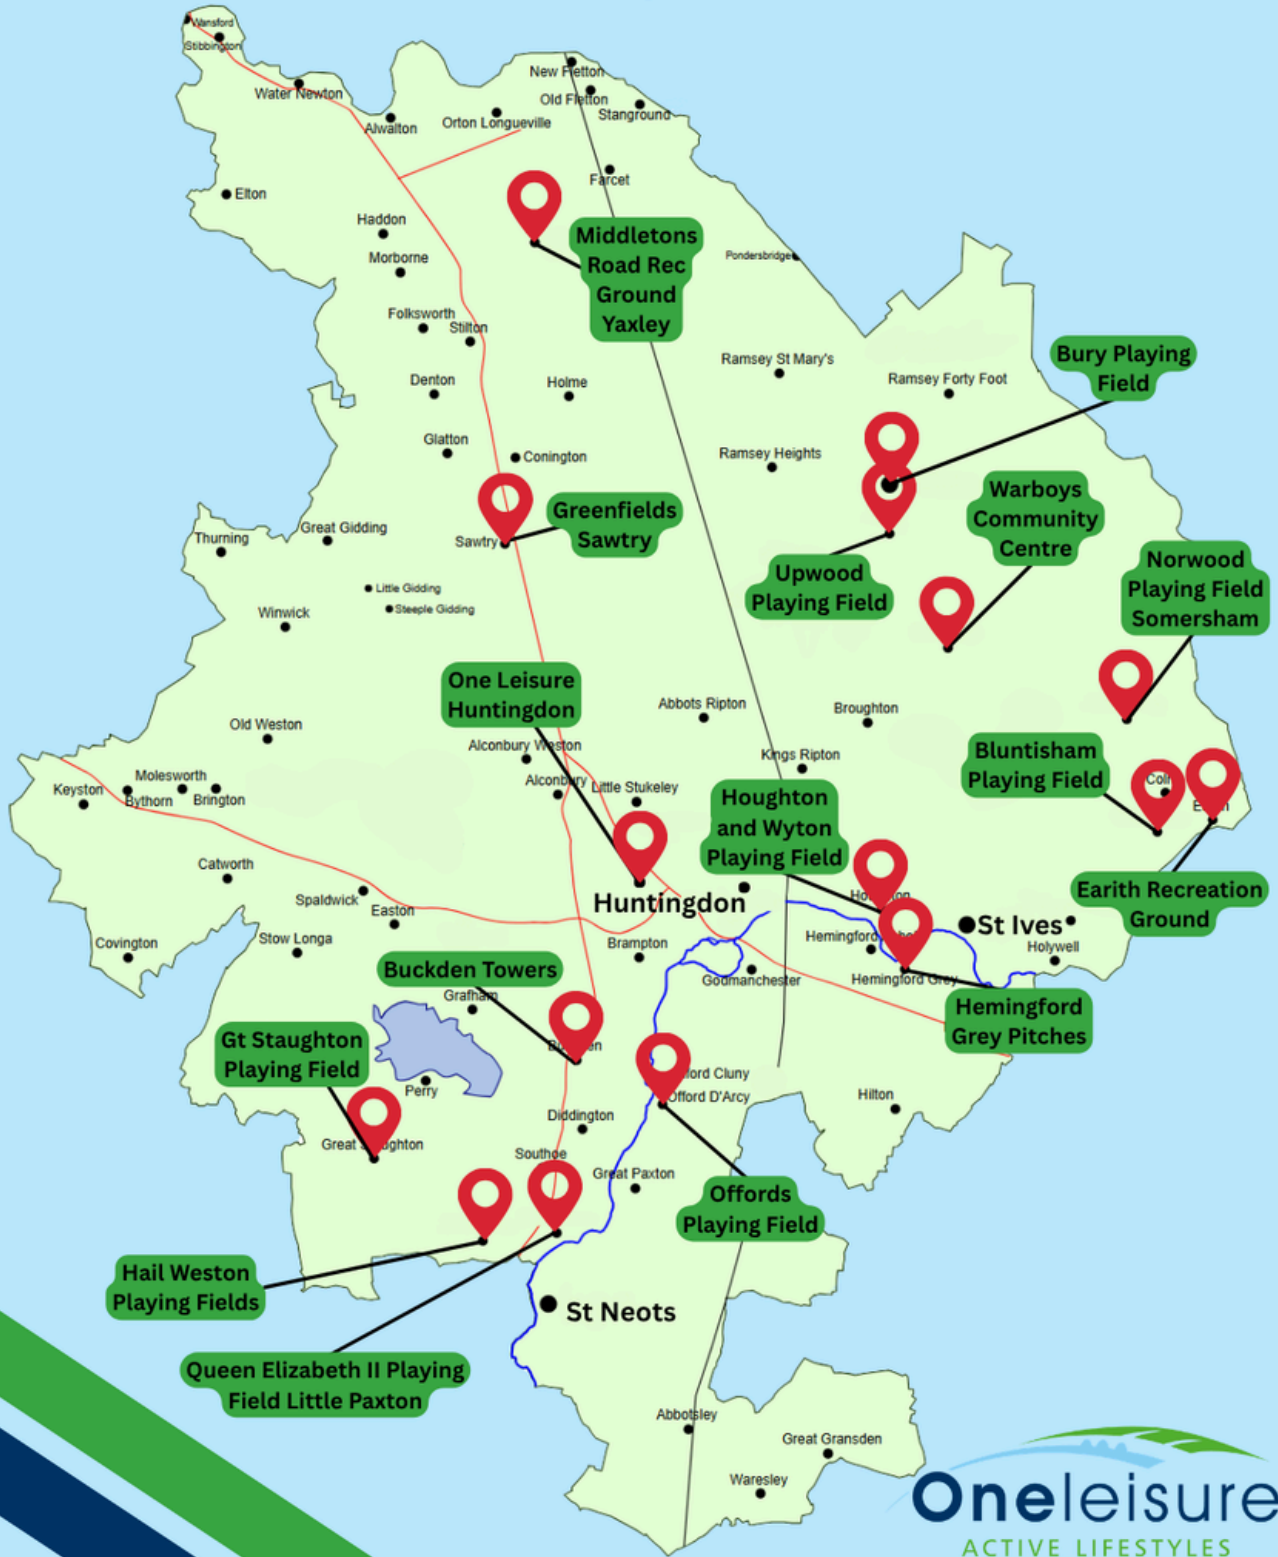 Wansford
Stibbington
Water Newton
New Fletton
Old Fletton
Stanground
Alwalton
Orton Longueville
Farcet
Elton
Haddon
Morborne
Middletons
Road Rec
Ground
Yaxley
Pondersbridge
Folksworth
Stilton
Denton
Holme
Ramsey St Mary's
Ramsey Forty Foot
Bury Playing
Field
Glatton
Conington
Ramsey Heights
Greenfields
Sawtry
Sawtry
Warboys
Community
Centre
Thurning
Great Gidding
Little Gidding
Steeple Gidding
Winwick
Upwood
Playing Field
Norwood
Playing Field
Somersham
One Leisure
Huntingdon
Old Weston
Abbots Ripton
Broughton
Alconbury Weston
Kings Ripton
Bluntisham
Playing Field
Keyston
Bythorn
Molesworth
Brington
Alconbury
Little Stukeley
Houghton
and Wyton
Playing Field
Catworth
Spaldwick
Easton
Huntingdon
Earith Recreation
Ground
Covington
Stow Longa
Brampton
Godmanchester
Hemingford
St Ives
Holywell
Hemingford Grey
Buckden Towers
Grafham
Hemingford
Grey Pitches
Gt Staughton
Playing Field
Perry
Offord D'Arcy
Hilton
Diddington
Southoe
Great Paxton
Offords
Playing Field
Hail Weston
Playing Fields
St Neots
Queen Elizabeth II Playing
Field Little Paxton
Abbotsley
Great Gransden
Waresley
Oneleisure
ACTIVE LIFESTYLES